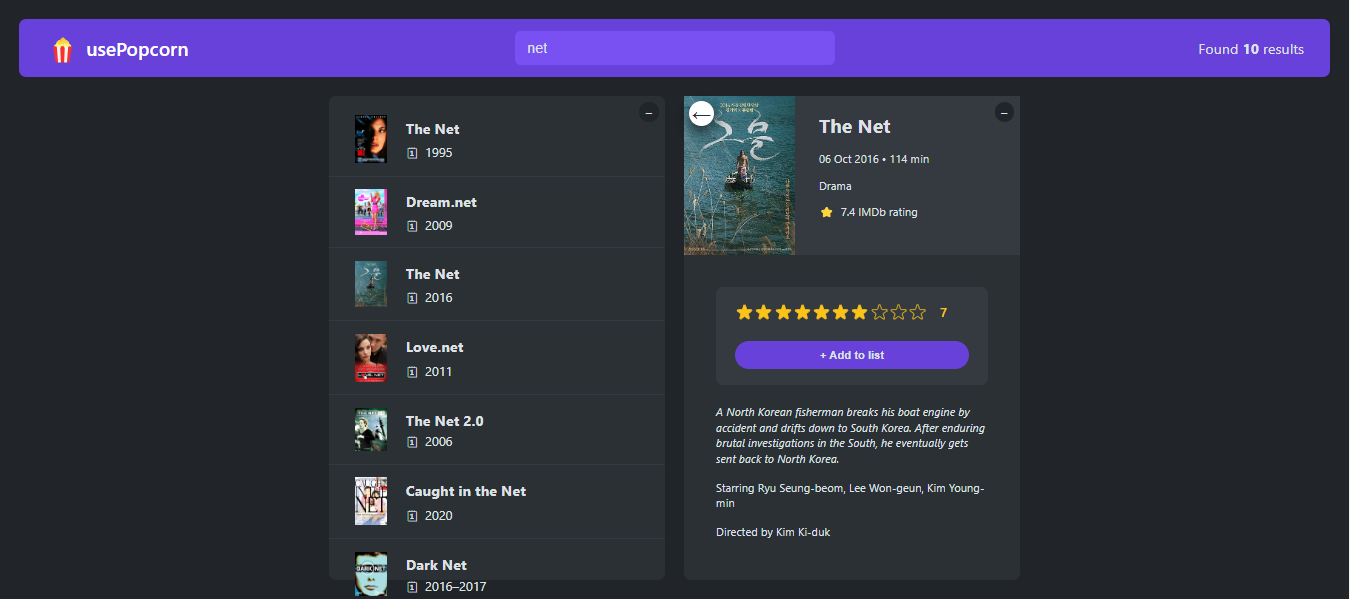 usePopcorn
net
Found 10 results
The Net
1995
Dream.net
2009
The Net
2016
Love.net
2011
The Net 2.0
2006
Caught in the Net
2020
DARK NET
Dark Net
2016–2017
그물
The Net
06 Oct 2016 • 114 min
Drama
7.4 IMDb rating
7
+ Add to list
A North Korean fisherman breaks his boat engine by
accident and drifts down to South Korea. After enduring
brutal investigations in the South, he eventually gets
sent back to North Korea.
Starring Ryu Seung-beom, Lee Won-geun, Kim Young-
min
Directed by Kim Ki-duk